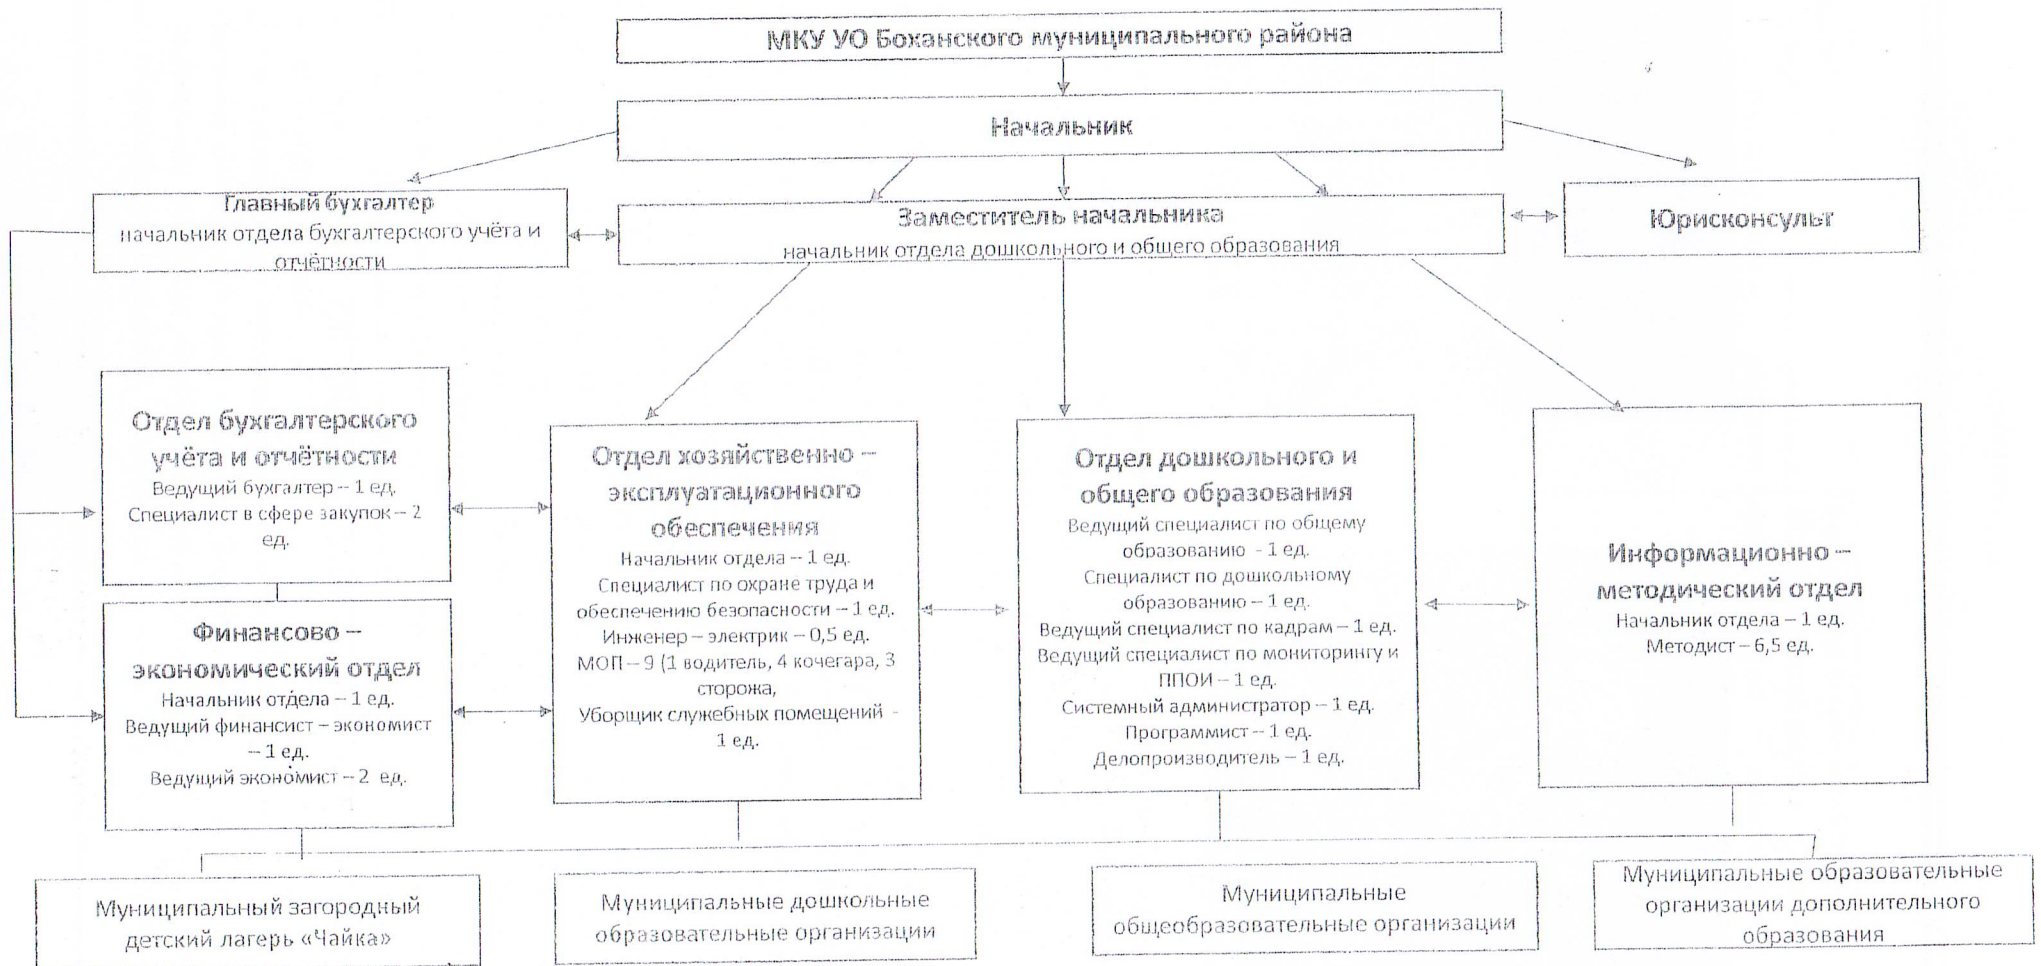 МКУ УО Боханского муниципального района
Начальник
Главный бухгалтер
начальник отдела бухгалтерского учёта и
отчётности
Заместитель начальника
начальник отдела дошкольного и общего образования
Юрисконсульт
Отдел бухгалтерского
учёта и отчётности
Ведущий бухгалтер – 1 ед.
Специалист в сфере закупок – 2
ед.
Финансово –
экономический отдел
Начальник отдела – 1 ед.
Ведущий финансист – экономист
– 1 ед.
Ведущий экономист – 2 ед.
Отдел хозяйственно –
эксплуатационного
обеспечения
Начальник отдела – 1 ед.
Специалист по охране труда и
обеспечению безопасности – 1 ед.
Инженер – электрик – 0,5 ед.
МОП – 9 (1 водитель, 4 кочегара, 3
сторожа,
Уборщик служебных помещений -
1 ед.
Отдел дошкольного и
общего образования
Ведущий специалист по общему
образованию - 1 ед.
Специалист по дошкольному
образованию – 1 ед.
Ведущий специалист по кадрам – 1 ед.
Ведущий специалист по мониторингу и
ППОИ – 1 ед.
Системный администратор – 1 ед.
Программист – 1 ед.
Делопроизводитель – 1 ед.
Информационно –
методический отдел
Начальник отдела – 1 ед.
Методист – 6,5 ед.
Муниципальный загородный
детский лагерь «Чайка»
Муниципальные дошкольные
образовательные организации
Муниципальные
общеобразовательные организации
Муниципальные образовательные
организации дополнительного
образования